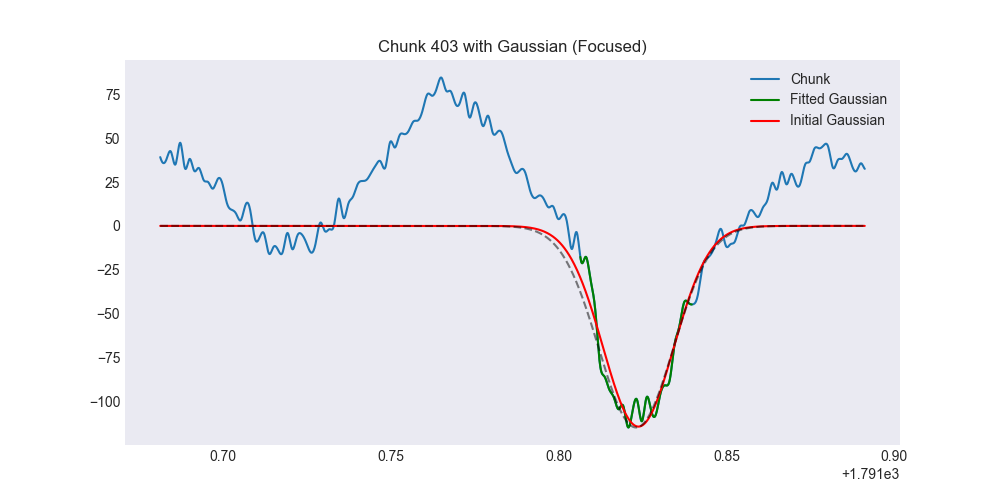 Chunk 403 with Gaussian (Focused)
Chunk
Fitted Gaussian
Initial Gaussian
75
50
25
0
−25
−50
−75
−100
0.70 0.75 0.80 0.85 0.90
+1.791e3